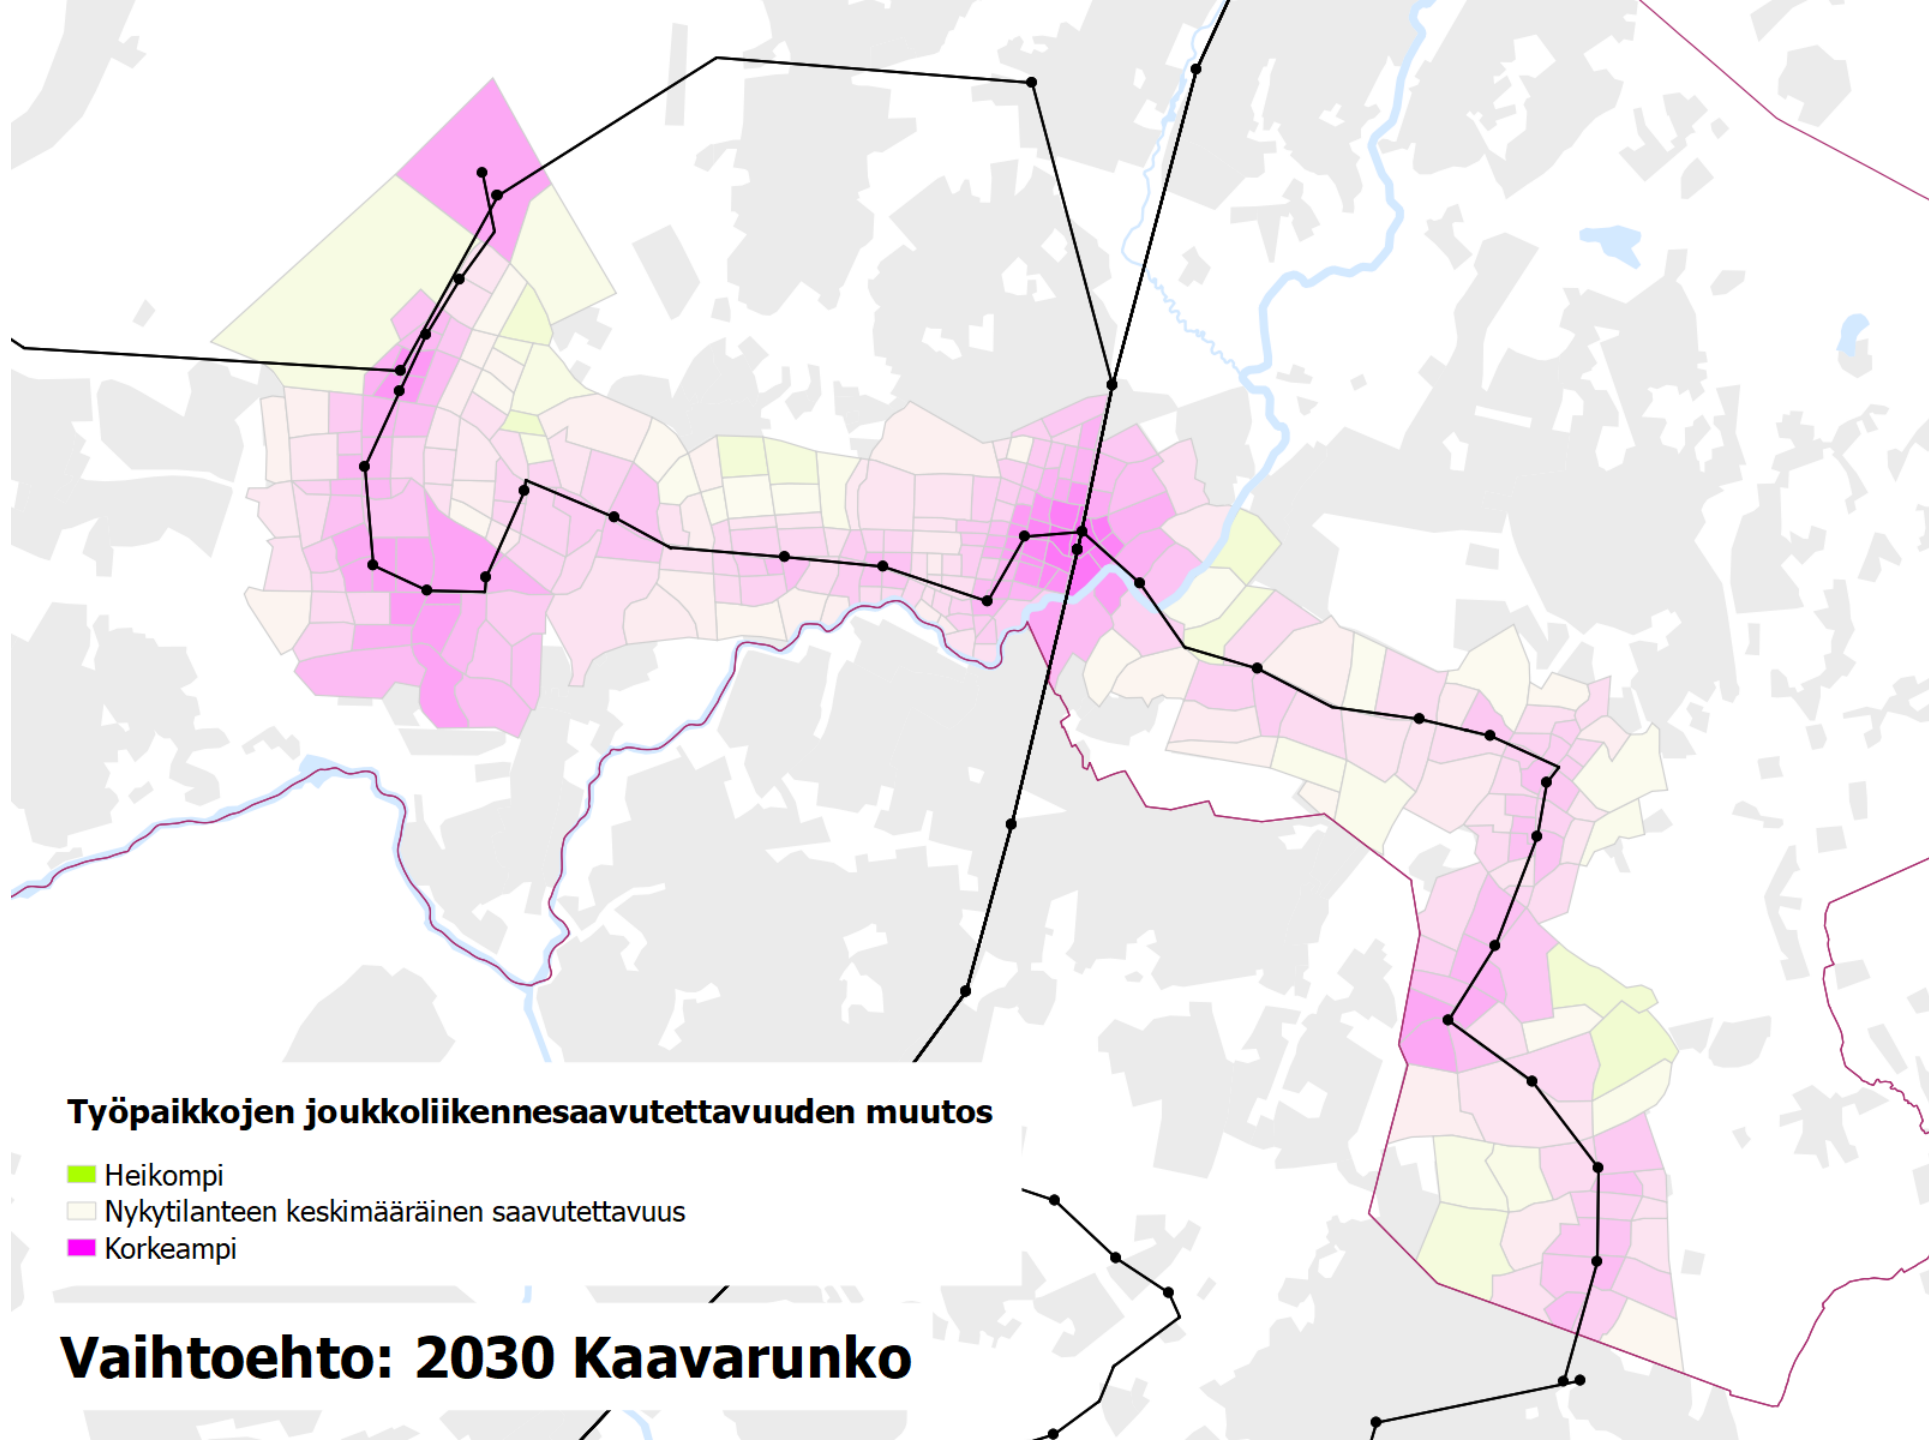 Työpaikkojen joukkoliikennesaavutettavuuden muutos
Heikompi
Nykytilanteen keskimääräinen saavutettavuus
Korkeampi
Vaihtoehto: 2030 Kaavarunko